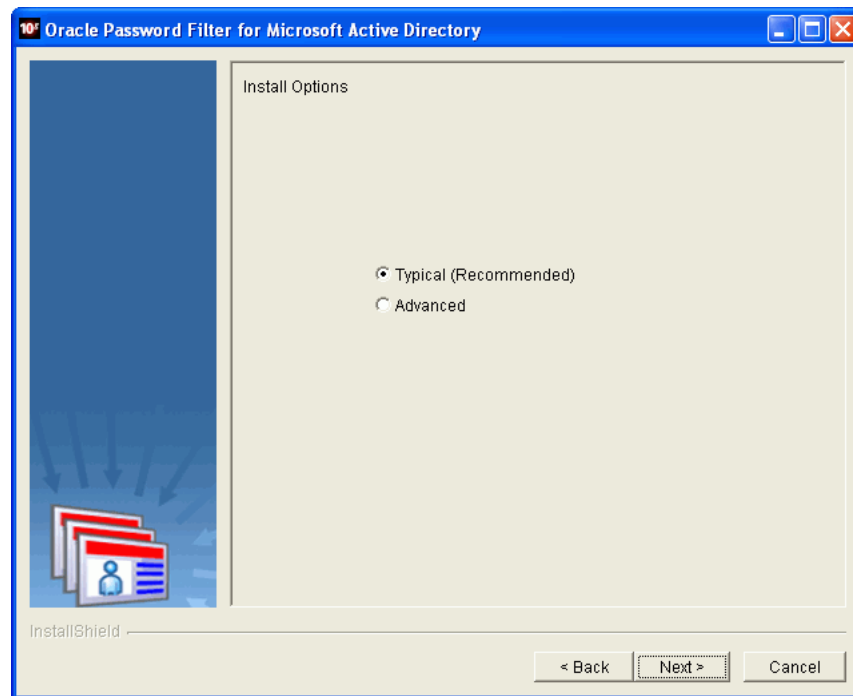 10g Oracle Password Filter for Microsoft Active Directory
Install Options
Typical (Recommended)
Advanced
InstallShield
< Back Next > Cancel